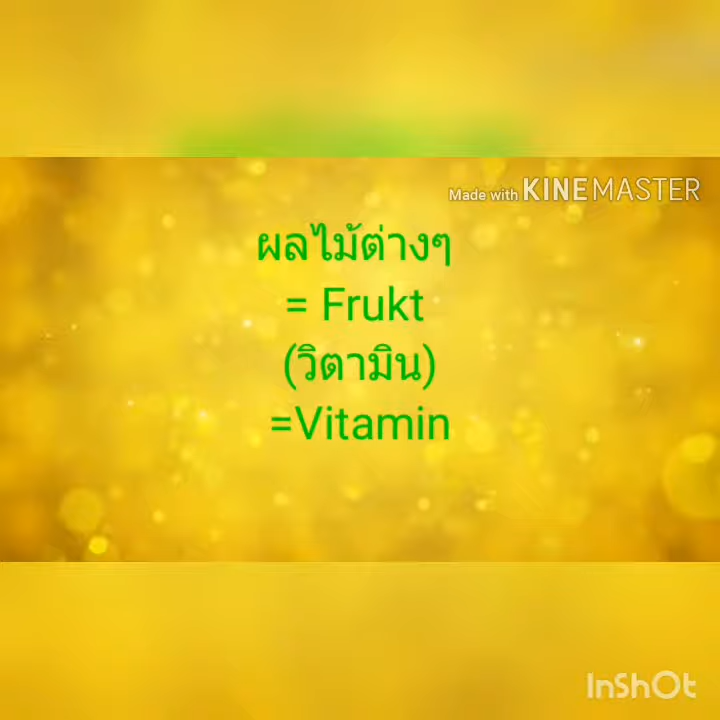 Made with KINEMASTER
ผลไม้ต่างๆ
= Frukt
(วิตามิน)
=Vitamin
InShOt